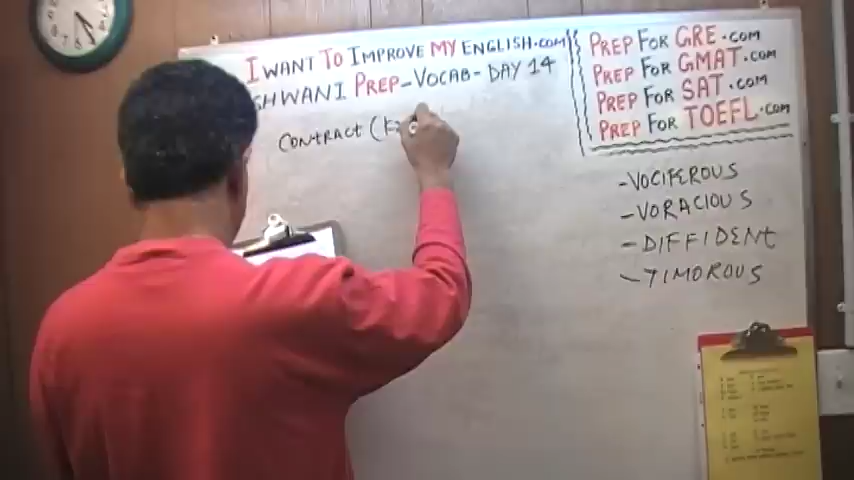 I WANT TO IMPROVE MY ENGLISH.COM
SHWANI PREP-VOCAB-DAY 14
CONTRACT (
PREP FOR GRE.COM
PREP FOR GMAT.COM
PREP FOR SAT.COM
PREP FOR TOEFL.COM
-VOCIFEROUS
-VORACIOUS
-DIFFIDENT
-TIMOROUS